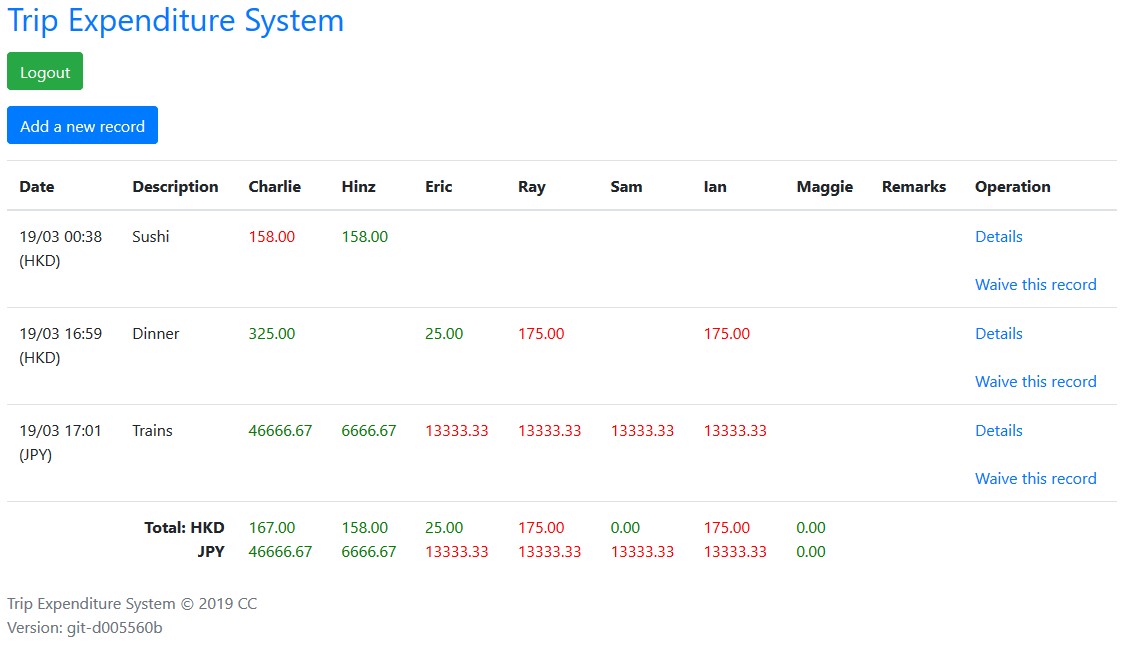 Trip Expenditure System
Logout
Add a new record
Date Description Charlie Hinz Eric Ray Sam Ian Maggie Remarks Operation
19/03 00:38 Sushi 158.00 158.00 Details
(HKD)
Waive this record
19/03 16:59 Dinner 325.00 25.00 175.00 175.00 Details
(HKD)
Waive this record
19/03 17:01 Trains 46666.67 6666.67 13333.33 13333.33 13333.33 13333.33 Details
(JPY)
Waive this record
Total: HKD 167.00 158.00 25.00 175.00 0.00 175.00 0.00
JPY 46666.67 6666.67 13333.33 13333.33 13333.33 13333.33 0.00
Trip Expenditure System © 2019 CC
Version: git-d005560b